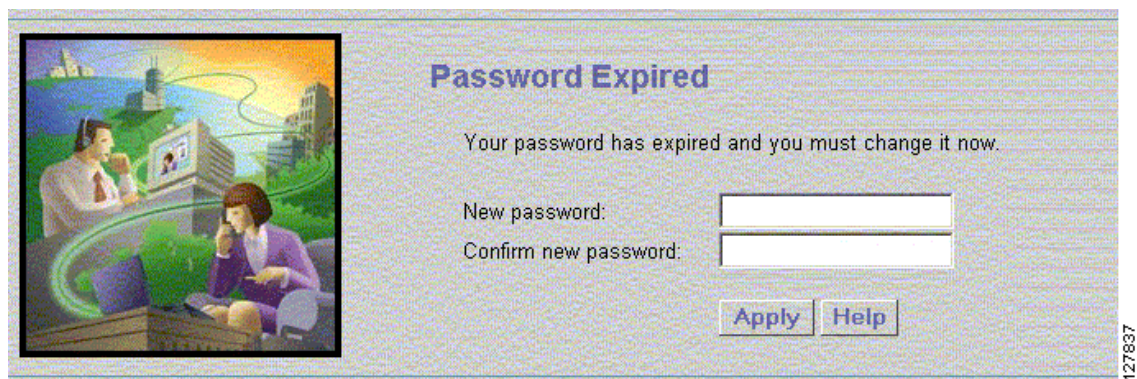 Password Expired
Your password has expired and you must change it now.
New password:
Confirm new password:
Apply Help
127837